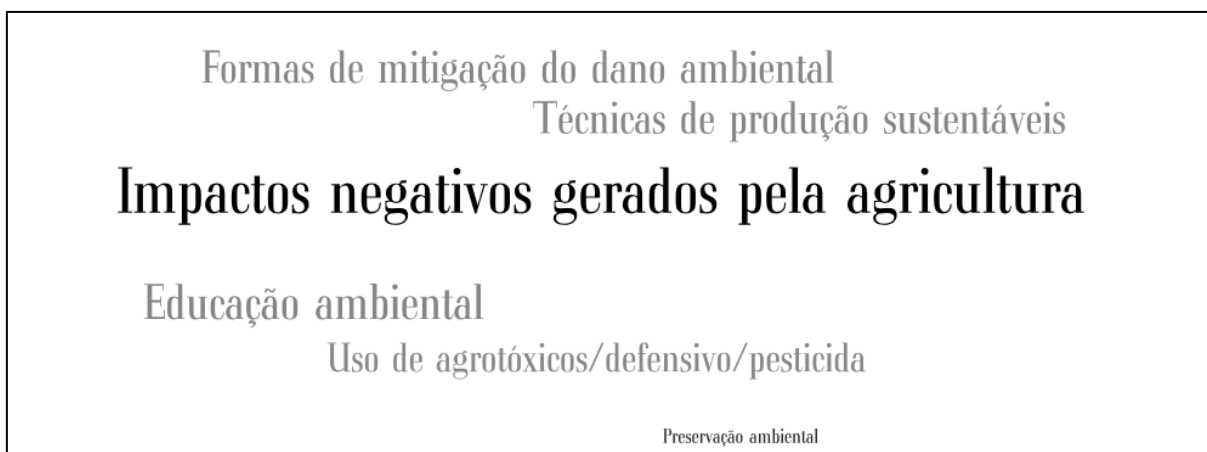 Formas de mitigação do dano ambiental
Técnicas de produção sustentáveis
Impactos negativos gerados pela agricultura
Educação ambiental
Uso de agrotóxicos/defensivo/pesticida
Preservação ambiental